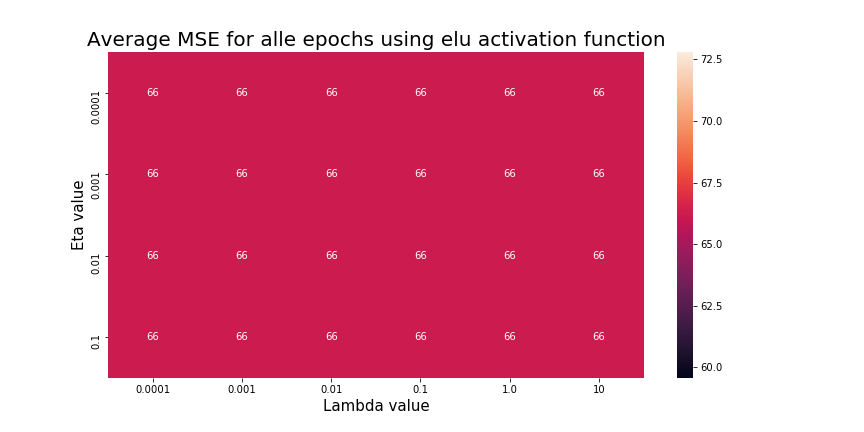 Average MSE for alle epochs using elu activation function
Eta value
0.0001 66 66 66 66 66 66
0.001 66 66 66 66 66 66
0.01 66 66 66 66 66 66
0.1 66 66 66 66 66 66
0.0001 0.001 0.01 0.1 1.0 10
Lambda value
72.5
70.0
67.5
65.0
62.5
60.0